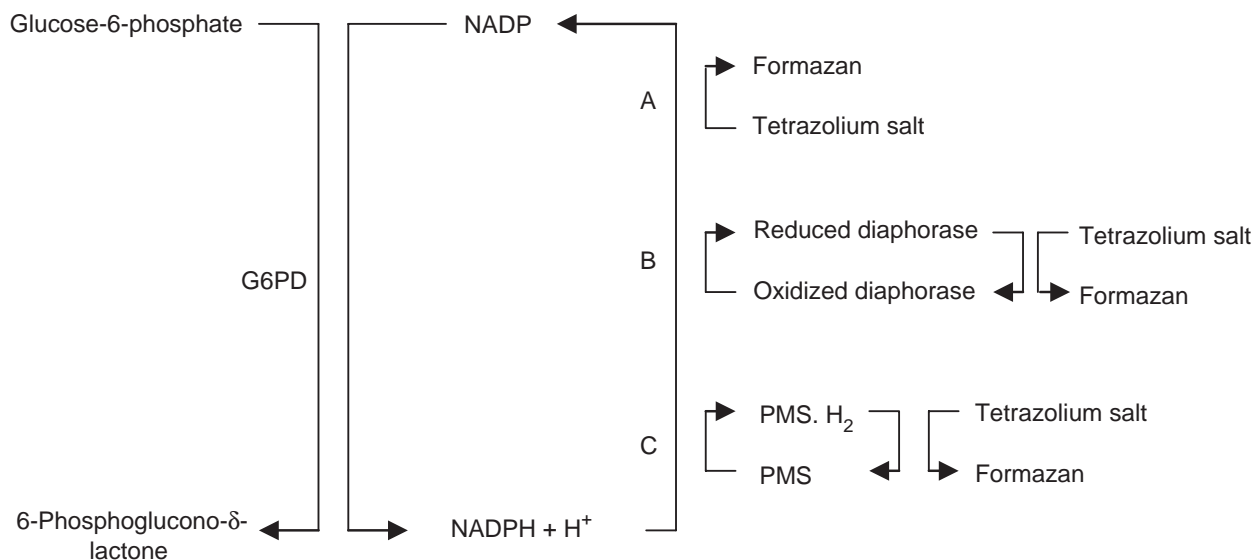 Glucose-6-phosphate
NADP
Formazan
A
Tetrazolium salt
Reduced diaphorase
Tetrazolium salt
B
G6PD
Oxidized diaphorase
Formazan
PMS. H₂
Tetrazolium salt
C
PMS
Formazan
6-Phosphoglucono-δ-
lactone
NADPH + H⁺